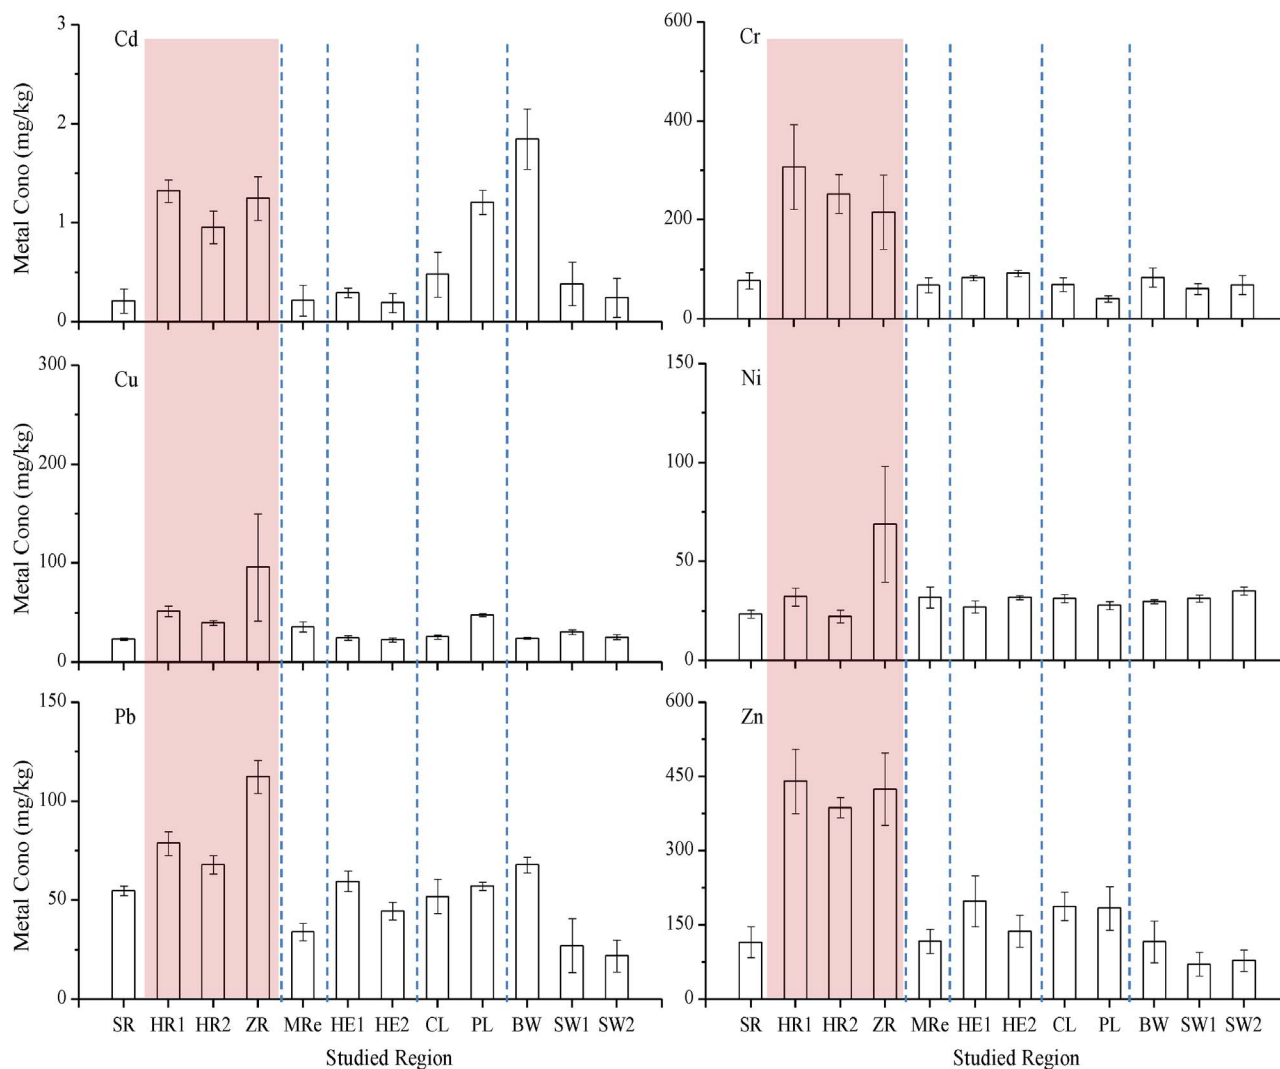 Cd
Metal Cono (mg/kg)
3
2
1
0
Cr
600
400
200
0
Cu
Metal Cono (mg/kg)
300
200
100
0
Ni
150
100
50
0
Pb
Metal Cono (mg/kg)
150
100
50
0
SR HR1 HR2 ZR MRe HE1 HE2 CL PL BW SW1 SW2
Studied Region
Zn
600
450
300
150
0
SR HR1 HR2 ZR MRe HE1 HE2 CL PL BW SW1 SW2
Studied Region